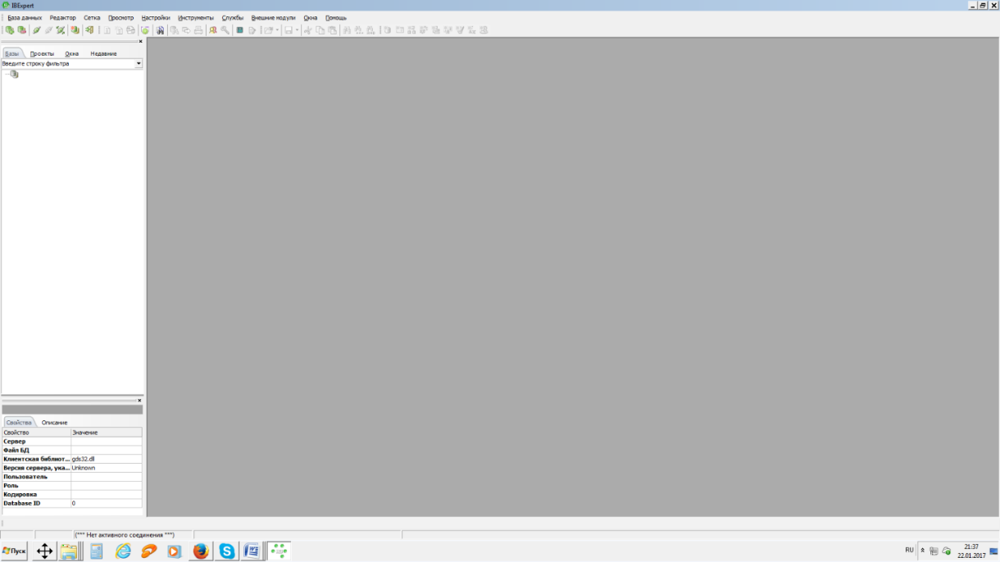 IBExpert
База данных Редактор Сетка Просмотр Настройки Инструменты Службы Внешние модули Окна Помощь
Базы Проекты Окна Недавние
Введите строку фильтра
Свойства Описание
Свойство Значение
Сервер
Файл БД
Клиентская библиот... gds32.dll
Версия сервера, ука... Unknown
Пользователь
Роль
Кодировка
Database ID 0
(*** Нет активного соединения ***)
Пуск
RU
21:37
22.01.2017